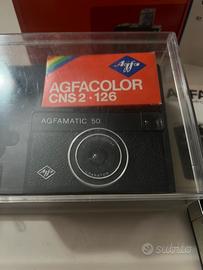 Agfa
AGFACOLOR
CNS 2 · 126
AGFAMATIC 50
AGFA
subito